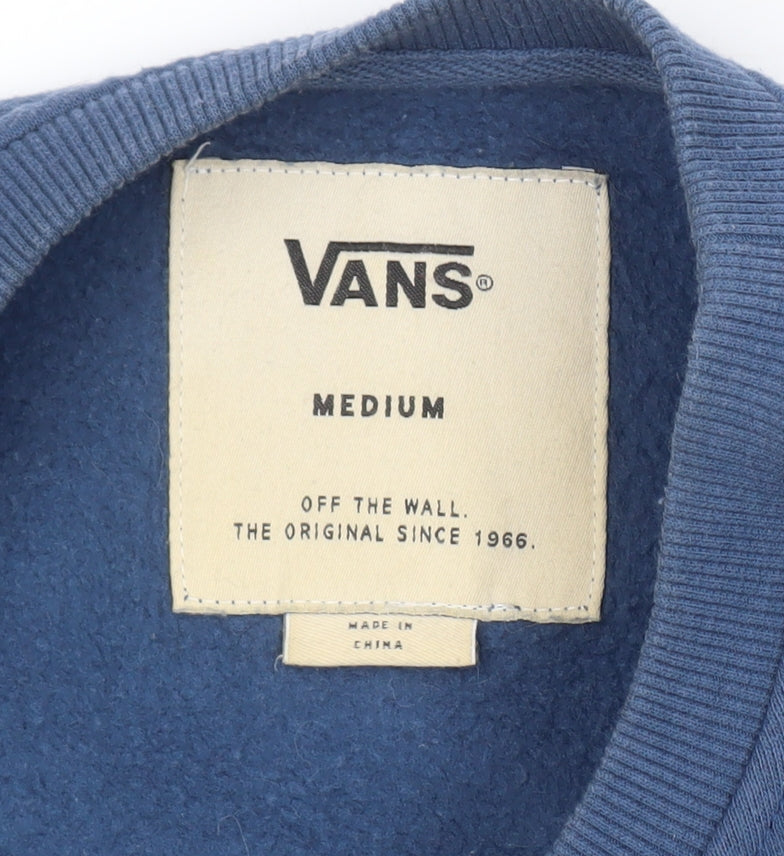 VANS®
MEDIUM
OFF THE WALL.
THE ORIGINAL SINCE 1966.
MADE IN
CHINA